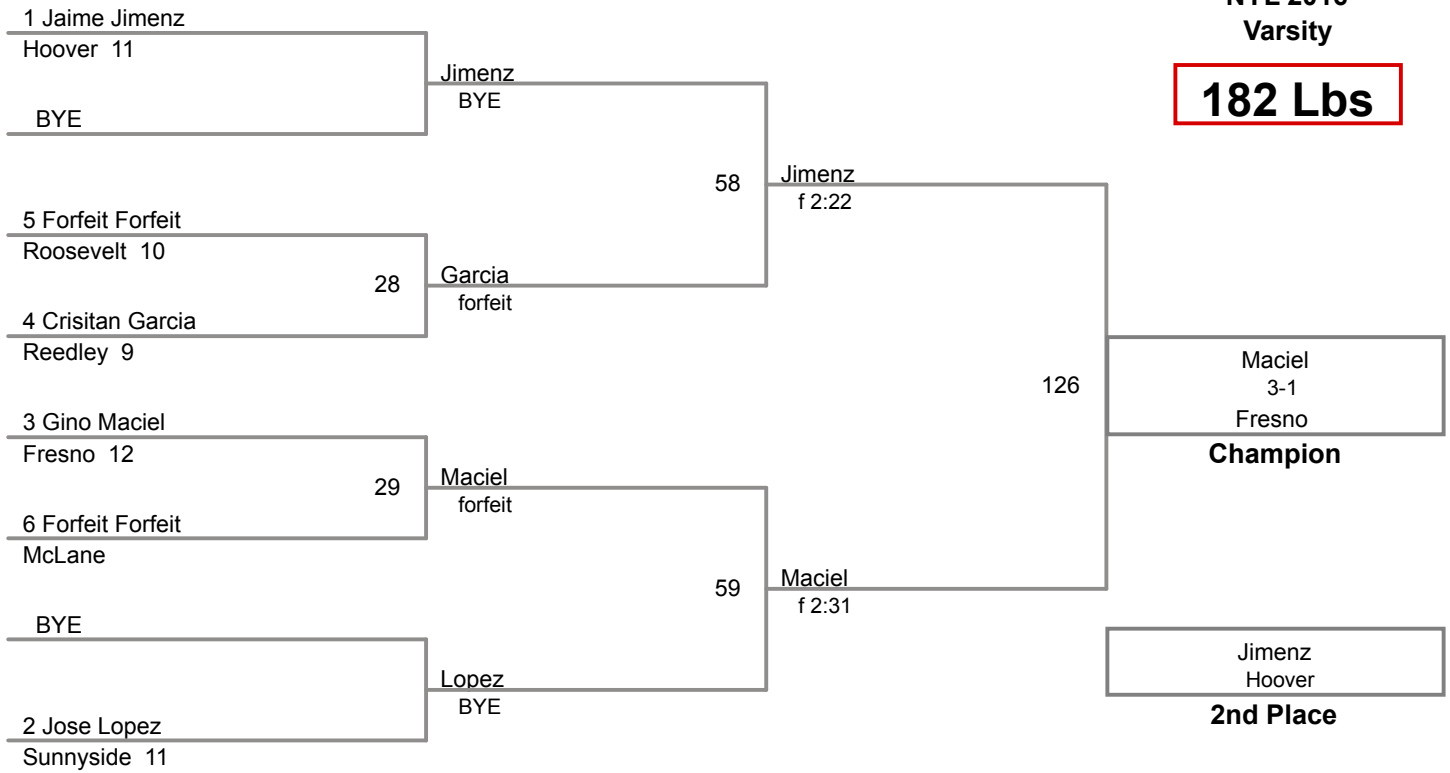 1 Jaime Jimenz
Hoover 11
BYE
5 Forfeit Forfeit
Roosevelt 10
4 Crisitan Garcia
Reedley 9
3 Gino Maciel
Fresno 12
6 Forfeit Forfeit
McLane
BYE
2 Jose Lopez
Sunnyside 11
28
29
Jimenz
BYE
Garcia
forfeit
Maciel
forfeit
Lopez
BYE
58
59
Jimenz
f 2:22
Maciel
f 2:31
126
Varsity
182 Lbs
Maciel
3-1
Fresno
Champion
Jimenz
Hoover
2nd Place